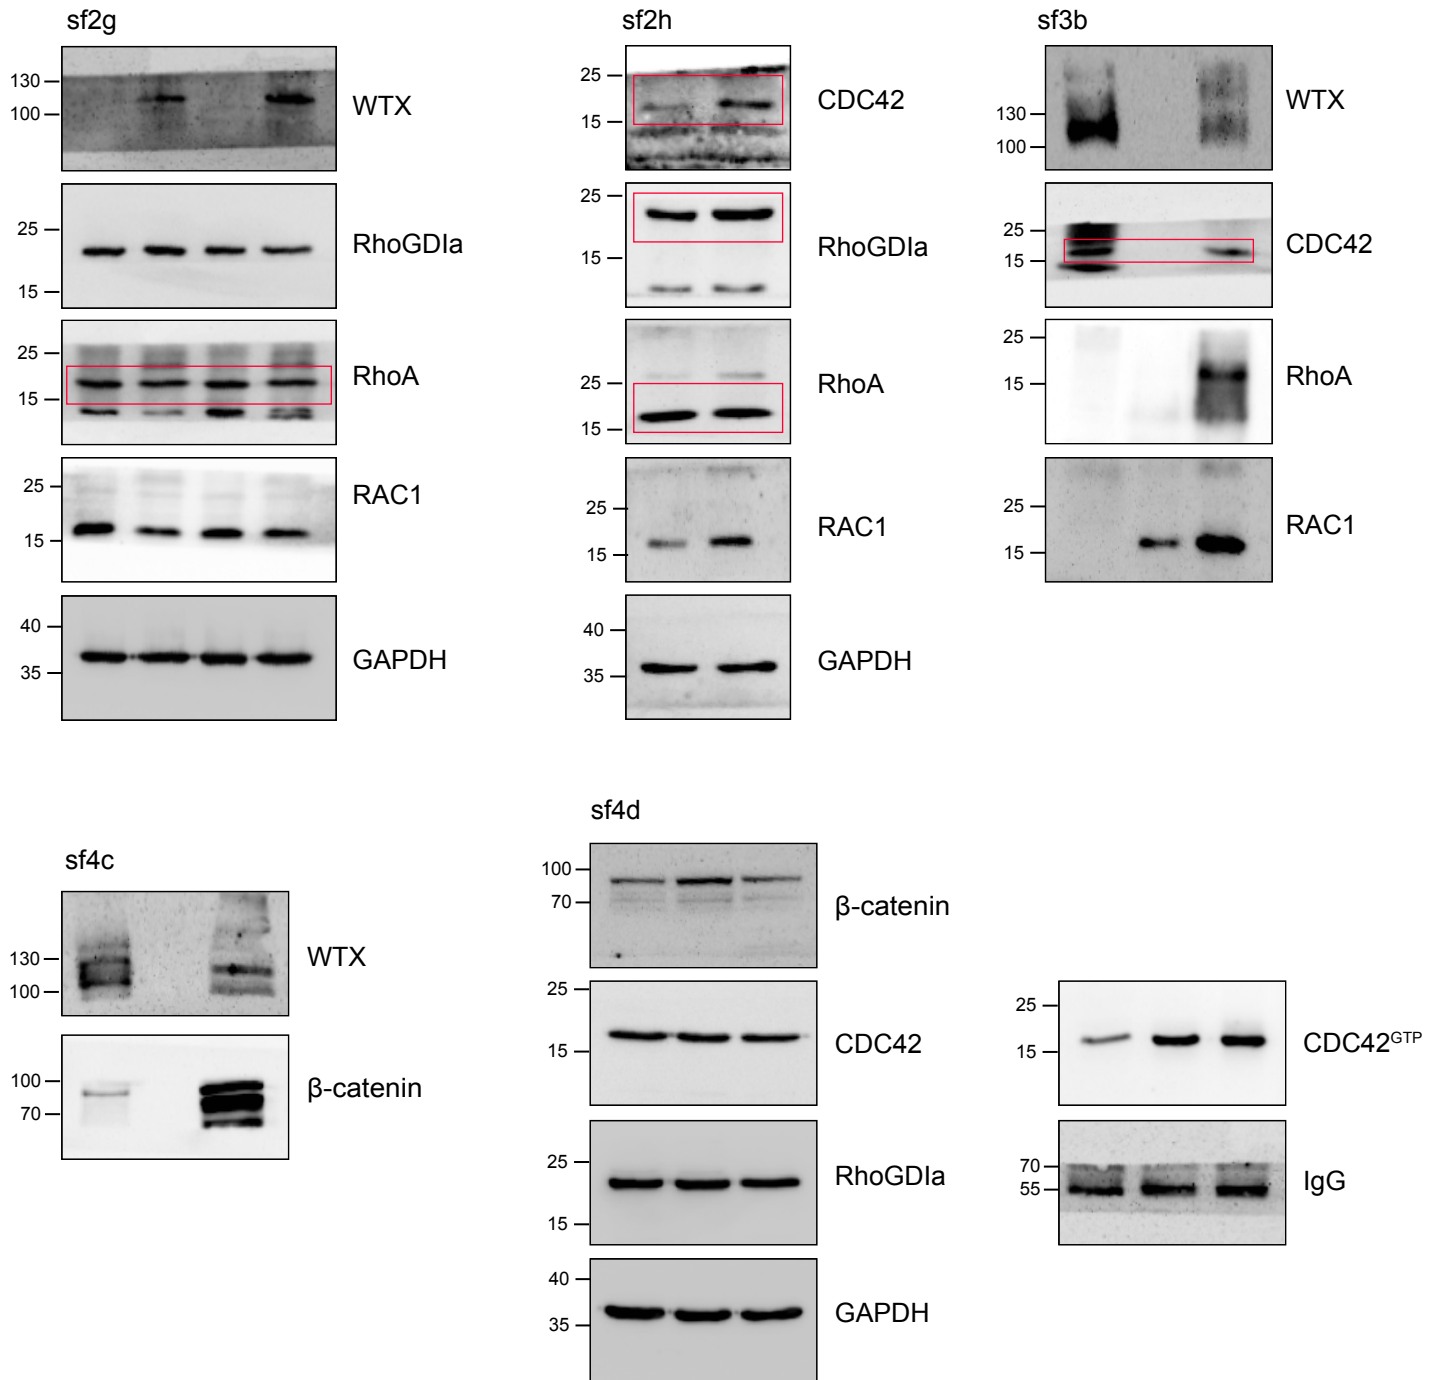 sf2g
130
100
WTX
25
15
RhoGDIa
25
15
RhoA
25
15
RAC1
40
35
GAPDH
sf2h
25
15
CDC42
25
15
RhoGDIa
25
15
RhoA
25
15
RAC1
40
35
GAPDH
sf3b
130
100
WTX
25
15
CDC42
25
15
RhoA
25
15
RAC1
sf4c
130
100
WTX
100
70
β-catenin
sf4d
100
70
β-catenin
25
15
CDC42
25
15
RhoGDIa
40
35
GAPDH
25
15
CDC42GTP
70
55
IgG